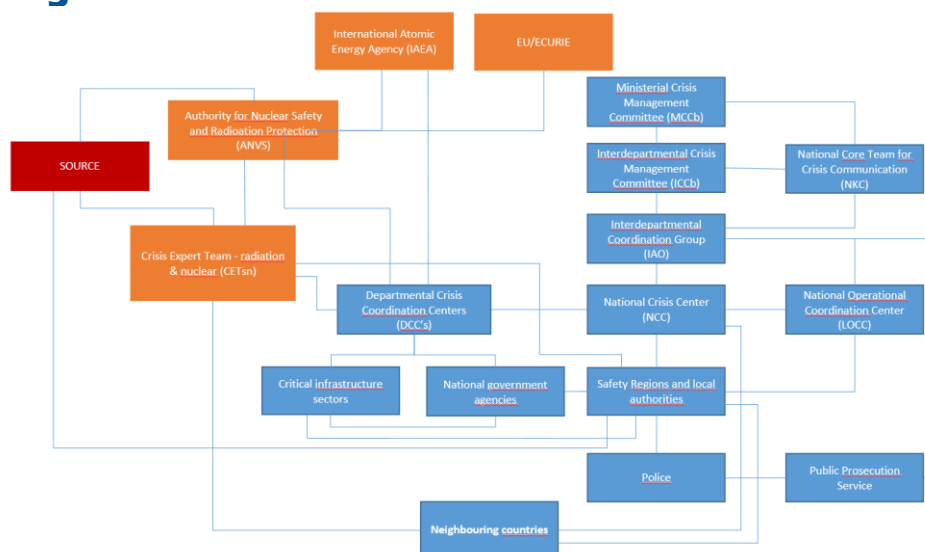 International Atomic
Energy Agency (IAEA)
EU/ECURIE
Ministerial Crisis
Management
Committee (MCCb)
Authority for Nuclear Safety
and Radioation Protection
(ANVS)
SOURCE
Interdepartmental Crisis
Management
Committee (ICCb)
National Core Team for
Crisis Communication
(NKC)
Interdepartmental
Coordination Group
(IAO)
Crisis Expert Team - radiation
& nuclear (CETsn)
Departmental Crisis
Coordination Centers
(DCC's)
National Crisis Center
(NCC)
National Operational
Coordination Center
(LOCC)
Critical infrastructure
sectors
National government
agencies
Safety Regions and local
authorities
Police
Public Prosecution
Service
Neighbouring countries